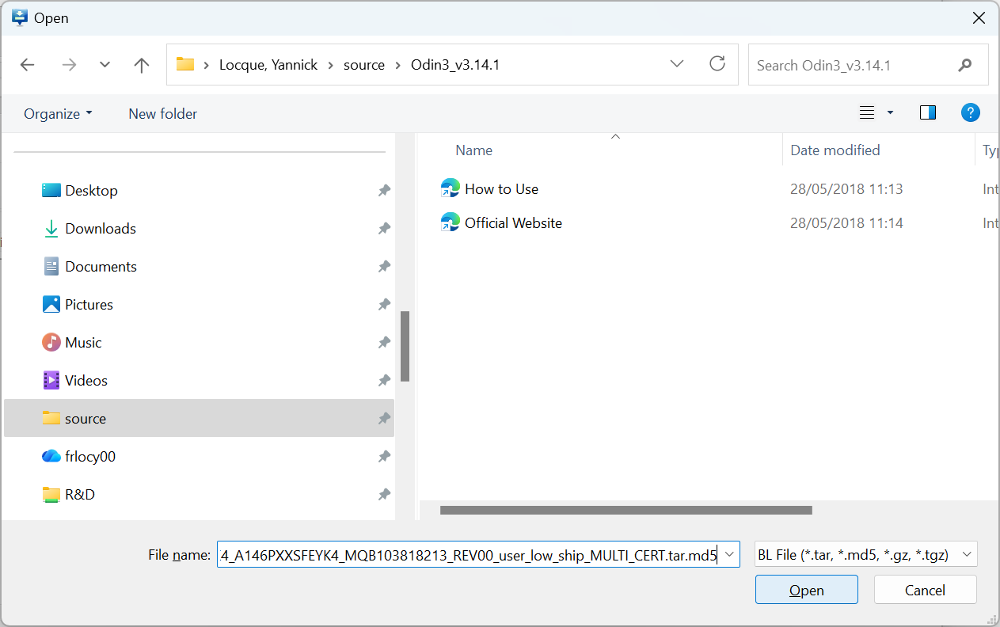 Open
Locque, Yannick > source > Odin3_v3.14.1
Search Odin3_v3.14.1
Organize New folder
Name Date modified
Desktop
Downloads
Documents
Pictures
Music
Videos
source
frlocy00
R&D
How to Use 28/05/2018 11:13 Int
Official Website 28/05/2018 11:14 Int
File name: 4_A146PXXSFEYK4_MQB103818213_REV00_user_low_ship_MULTI_CERT.tar.md5 BL File (*.tar, *.md5, *.gz, *.tgz)
Open Cancel